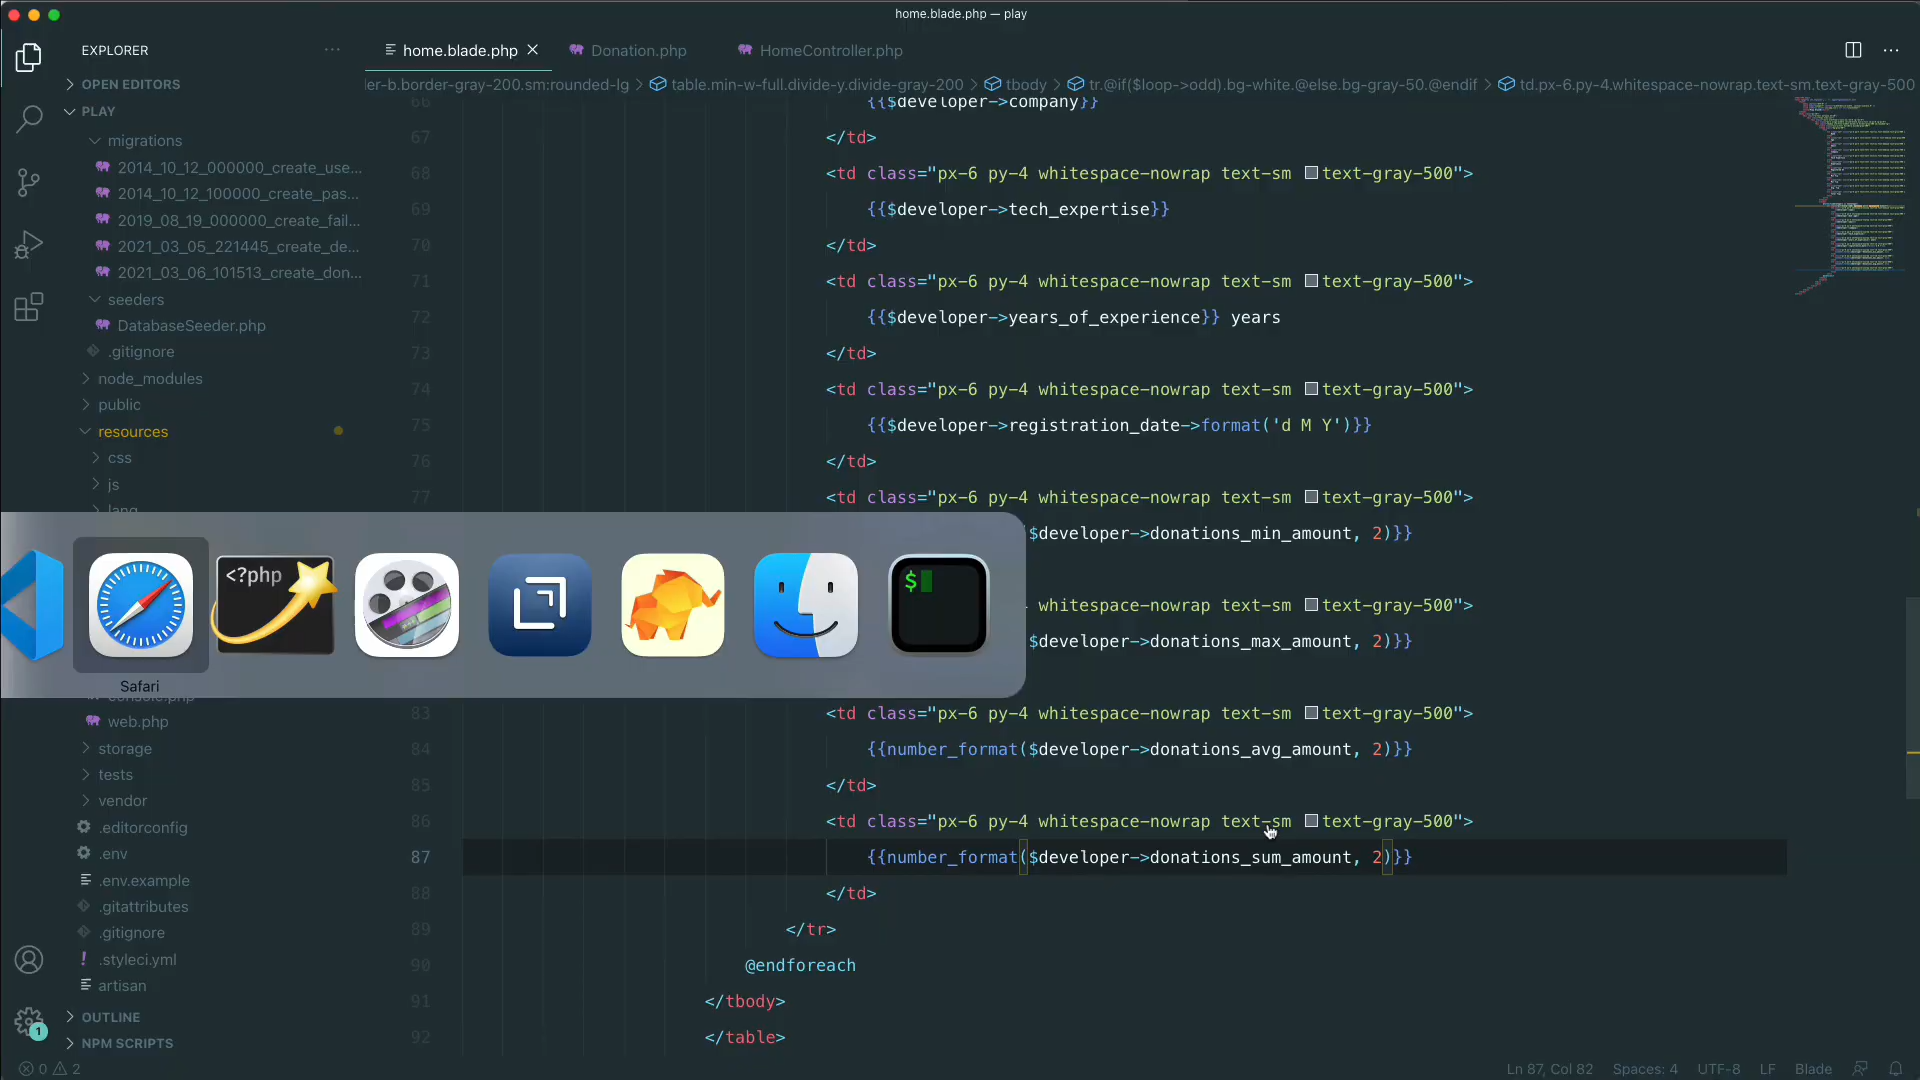 home.blade.php — play
EXPLORER
home.blade.php
Donation.php
HomeController.php
OPEN EDITORS
ler-b.border-gray-200.sm:rounded-lg > table.min-w-full.divide-y.divide-gray-200 > tbody > tr.@if($loop->odd).bg-white.@else.bg-gray-50.@endif > td.px-6.py-4.whitespace-nowrap.text-sm.text-gray-500
PLAY
migrations
2014_10_12_000000_create_use...
2014_10_12_100000_create_pas...
2019_08_19_000000_create_fail...
2021_03_05_221445_create_de...
2021_03_06_101513_create_don...
seeders
DatabaseSeeder.php
.gitignore
node_modules
public
resources
css
js
lang
console.php
web.php
storage
tests
vendor
.editorconfig
.env
.env.example
.gitattributes
.gitignore
.styleci.yml
artisan
OUTLINE
NPM SCRIPTS
66 {{$developer->company}}
67 </td>
68 <td class="px-6 py-4 whitespace-nowrap text-sm text-gray-500">
69 {{$developer->tech_expertise}}
70 </td>
71 <td class="px-6 py-4 whitespace-nowrap text-sm text-gray-500">
72 {{$developer->years_of_experience}} years
73 </td>
74 <td class="px-6 py-4 whitespace-nowrap text-sm text-gray-500">
75 {{$developer->registration_date->format('d M Y')}}
76 </td>
77 <td class="px-6 py-4 whitespace-nowrap text-sm text-gray-500">
$developer->donations_min_amount, 2)}}
whitespace-nowrap text-sm text-gray-500">
$developer->donations_max_amount, 2)}}
<?php
$
Safari
83 <td class="px-6 py-4 whitespace-nowrap text-sm text-gray-500">
84 {{number_format($developer->donations_avg_amount, 2)}}
85 </td>
86 <td class="px-6 py-4 whitespace-nowrap text-sm text-gray-500">
87 {{number_format($developer->donations_sum_amount, 2)}}
88 </td>
89 </tr>
90 @endforeach
91 </tbody>
92 </table>
1
0 2
Ln 87, Col 82 Spaces: 4 UTF-8 LF Blade